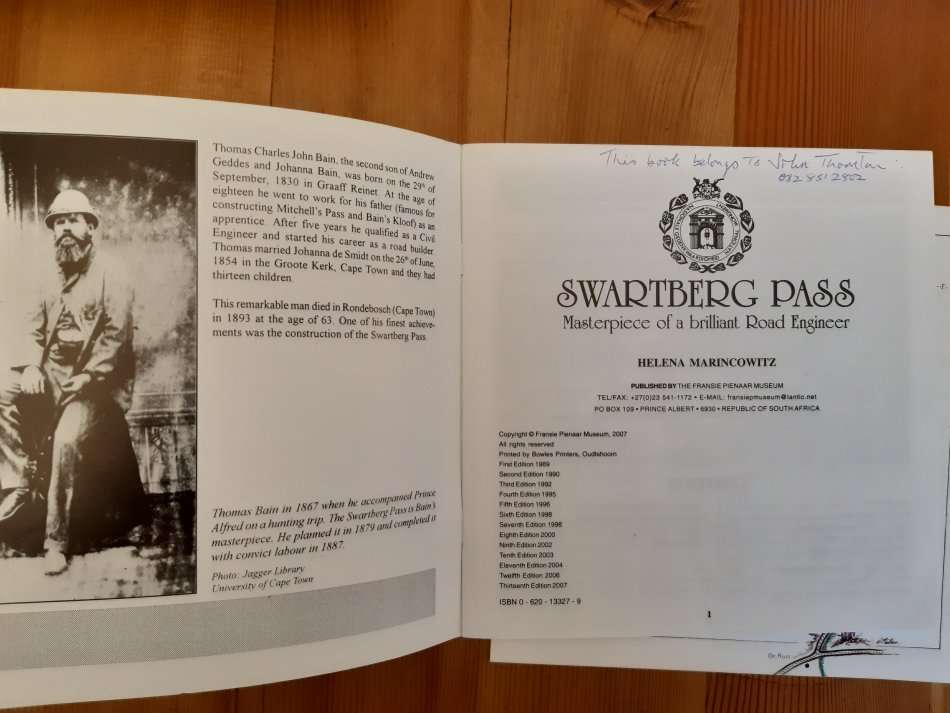 Thomas Charles John Bain, the second son of Andrew
Geddes and Johanna Bain, was born on the 29th of
September, 1830 in Graaff Reinet. At the age of
eighteen he went to work for his father (famous for
constructing Mitchell's Pass and Bain's Kloof) as an
apprentice. After five years he qualified as a Civil
Engineer and started his career as a road builder.
Thomas married Johanna de Smidt on the 26th of June,
1854 in the Groote Kerk, Cape Town and they had
thirteen children.
This remarkable man died in Rondebosch (Cape Town)
in 1893 at the age of 63. One of his finest achieve-
ments was the construction of the Swartberg Pass.
Thomas Bain in 1867 when he accompanied Prince
Alfred on a hunting trip. The Swartberg Pass is Bain's
masterpiece. He planned it in 1879 and completed it
with convict labour in 1887.
Photo: Jagger Library
University of Cape Town
This book belongs to John Thornton
082 851 2802
SWARTBERG PASS
Masterpiece of a brilliant Road Engineer
HELENA MARINCOWITZ
PUBLISHED BY THE FRANSIE PIENAAR MUSEUM
TEL/FAX: +27(0)23 541-1172 • E-MAIL: fransiepmuseum@lantic.net
PO BOX 109 • PRINCE ALBERT • 6930 • REPUBLIC OF SOUTH AFRICA
Copyright © Fransie Pienaar Museum, 2007
All rights reserved
Printed by Bowles Printers, Oudtshoorn
First Edition 1989
Second Edition 1990
Third Edition 1992
Fourth Edition 1995
Fifth Edition 1996
Sixth Edition 1998
Seventh Edition 1998
Eighth Edition 2000
Ninth Edition 2002
Tenth Edition 2003
Eleventh Edition 2004
Twelfth Edition 2006
Thirteenth Edition 2007
ISBN 0 - 620 - 13327 - 9
1